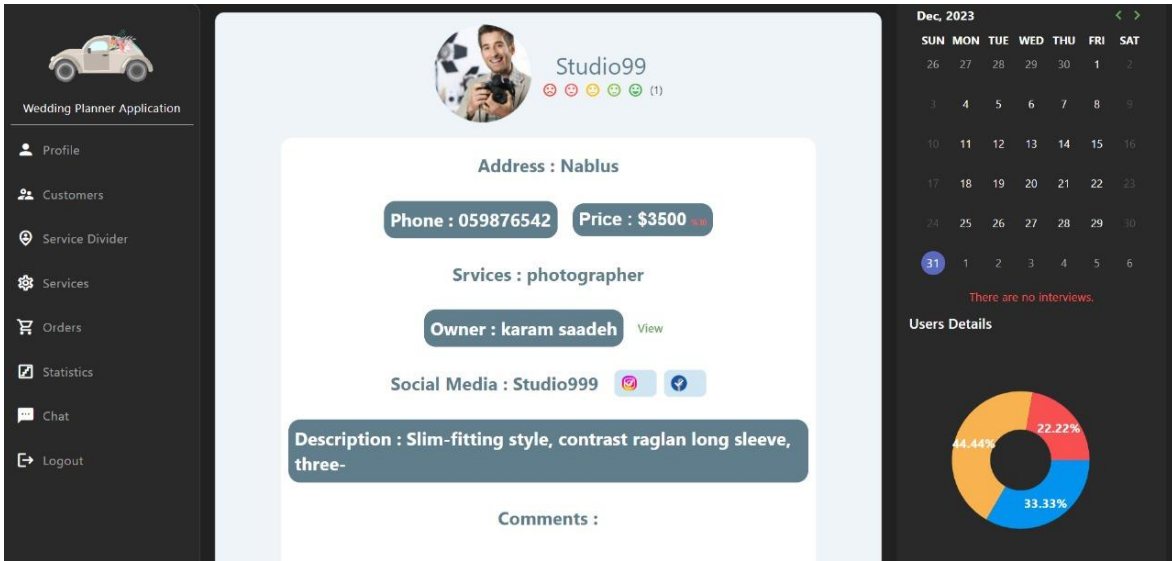 Wedding Planner Application
Profile
Customers
Service Divider
Services
Orders
Statistics
Chat
Logout
Studio99
(1)
Address : Nablus
Phone : 059876542 Price : $3500
Srvices : photographer
Owner : karam saadeh View
Social Media : Studio999
Description : Slim-fitting style, contrast raglan long sleeve,
three-
Comments :
Dec, 2023 < >
SUN MON TUE WED THU FRI SAT
26 27 28 29 30 1 2
3 4 5 6 7 8 9
10 11 12 13 14 15 16
17 18 19 20 21 22 23
24 25 26 27 28 29 30
31 1 2 3 4 5 6
There are no interviews.
Users Details
22.22%
44.44%
33.33%